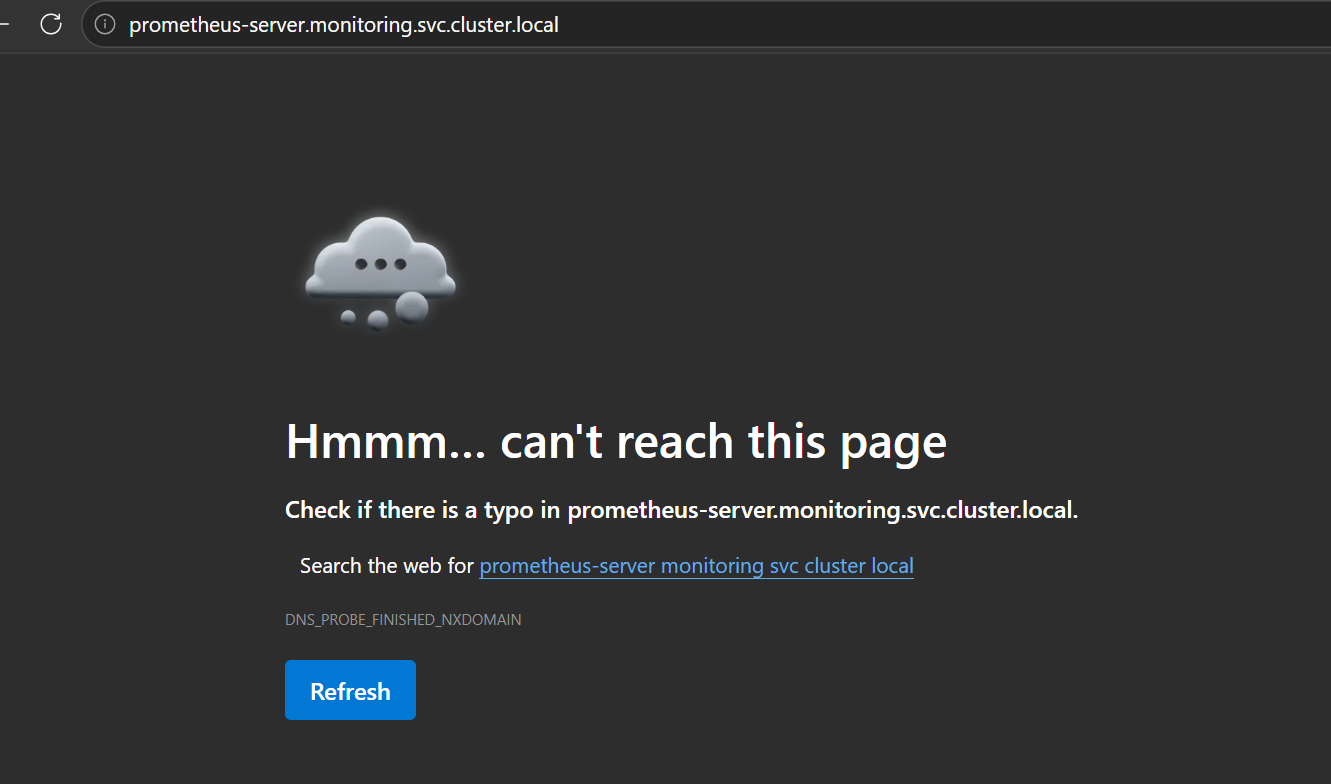 prometheus-server.monitoring.svc.cluster.local
Hmmm... can't reach this page
Check if there is a typo in prometheus-server.monitoring.svc.cluster.local.
Search the web for prometheus-server monitoring svc cluster local
DNS_PROBE_FINISHED_NXDOMAIN
Refresh